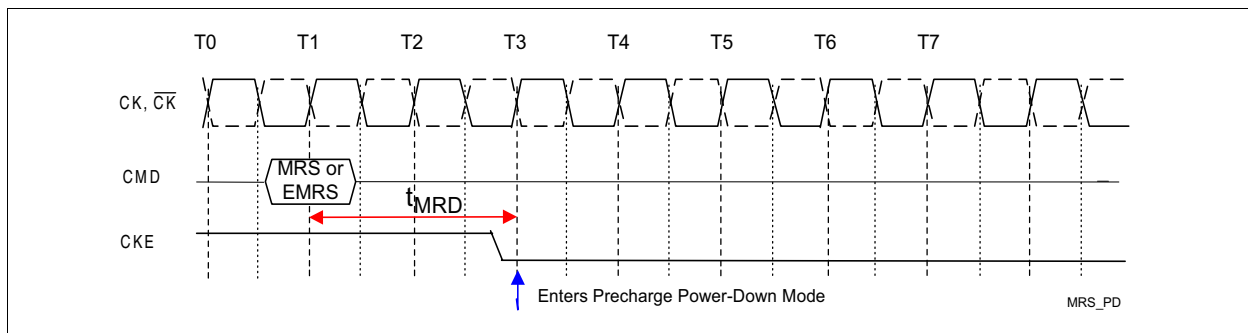 T0 T1 T2 T3 T4 T5 T6 T7
CK, C̅K̅
CMD
MRS or
EMRS
tMRD
CKE
Enters Precharge Power-Down Mode
MRS_PD